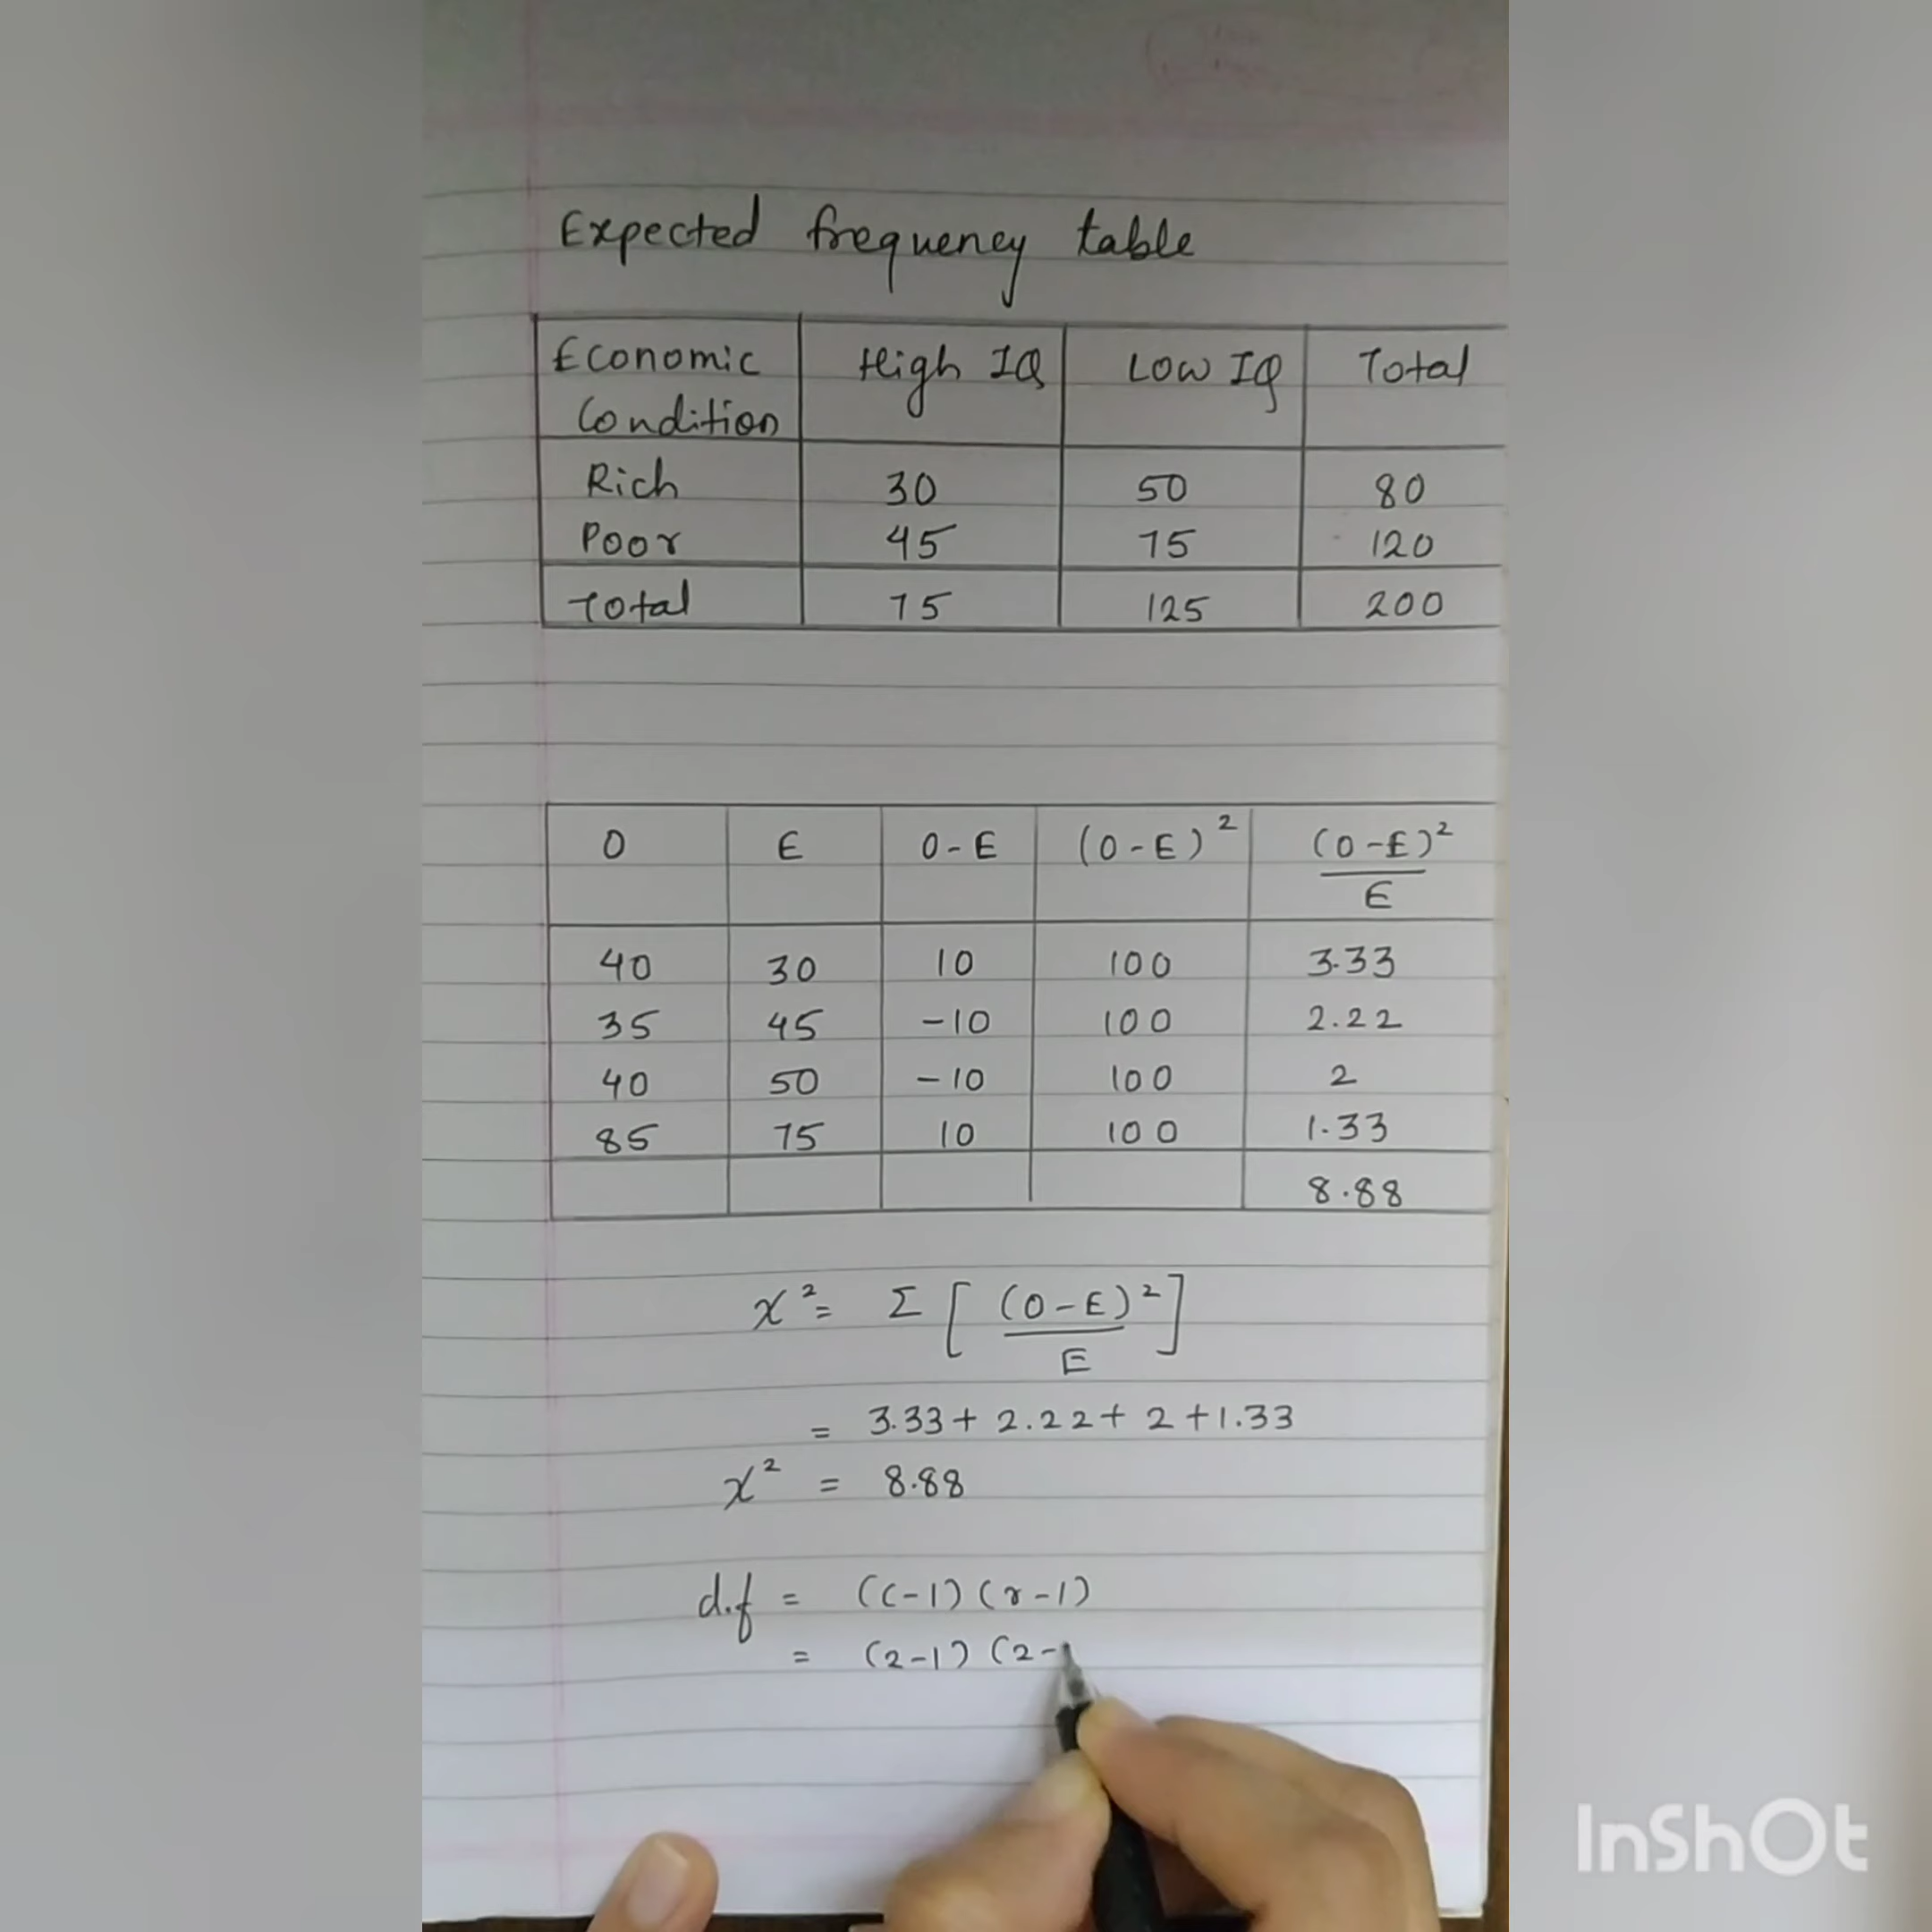 Expected frequency table
Economic Condition High IQ Low IQ Total
Rich 30 50 80
Poor 45 75 120
Total 75 125 200
O E O-E (O-E)² (O-E)²/E
40 30 10 100 3.33
35 45 -10 100 2.22
40 50 -10 100 2
85 75 10 100 1.33
8.88
χ² = Σ [(O-E)²/E]
= 3.33 + 2.22 + 2 + 1.33
χ² = 8.88
d.f = (c-1) (r-1)
= (2-1) (2-
InShOt